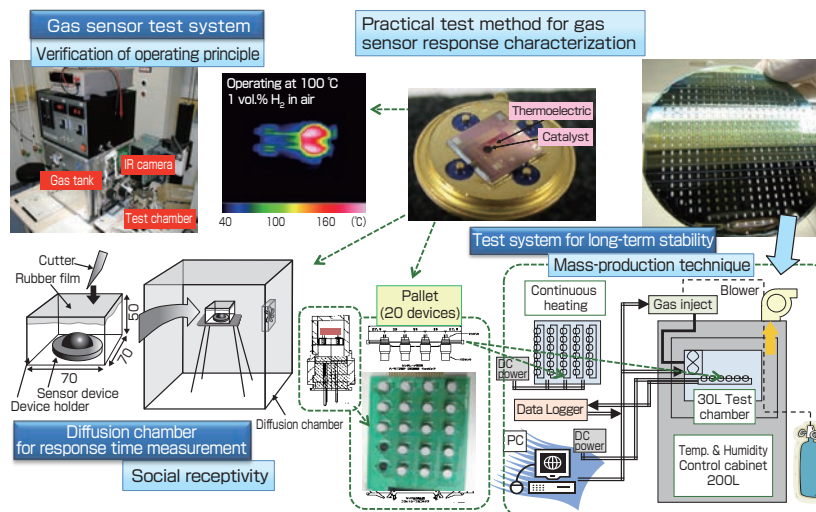 Gas sensor test system
Verification of operating principle
Practical test method for gas
sensor response characterization
Operating at 100 ℃
1 vol.% H₂ in air
Thermoelectric
Catalyst
IR camera
Gas tank
Test chamber
40 100 160 (℃)
Test system for long-term stability
Mass-production technique
Cutter
Rubber film
50
70
70
Sensor device
Device holder
Diffusion chamber
Diffusion chamber
for response time measurement
Social receptivity
Pallet
(20 devices)
Continuous
heating
Blower
Gas inject
DC
power
Data Logger
30L Test
chamber
PC
DC
power
Temp. & Humidity
Control cabinet
200L